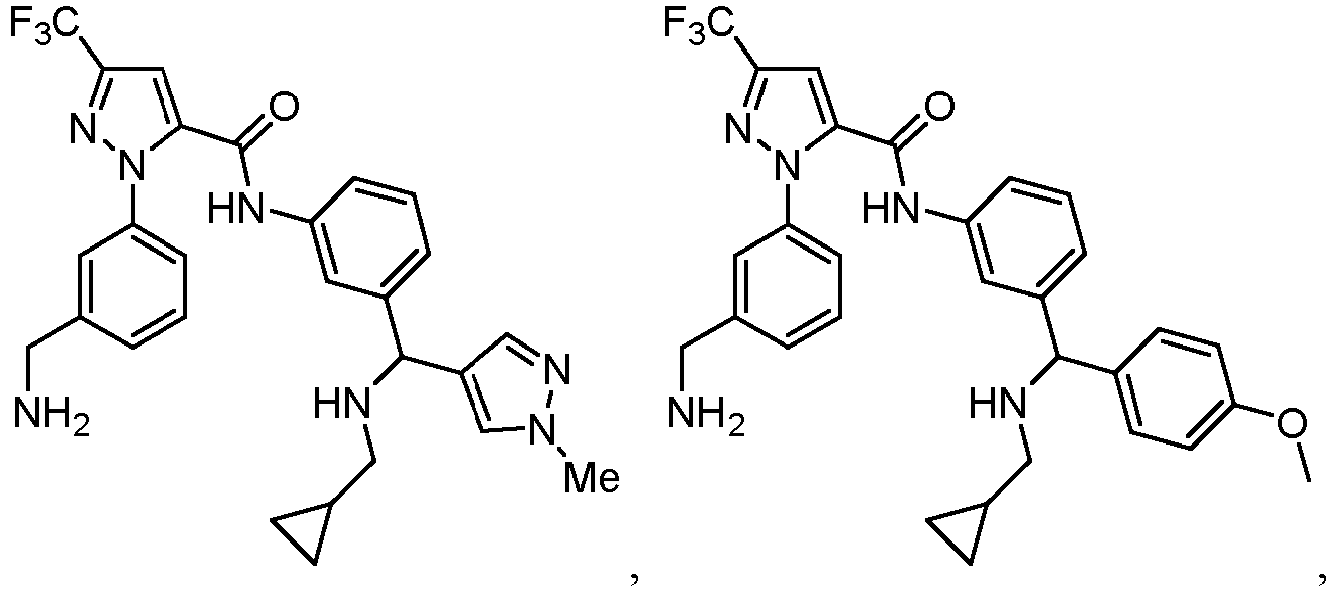 F3C F3C
O O
N N
N N
HN HN
N
NH2 HN NH2 HN O
N
Me
, ,